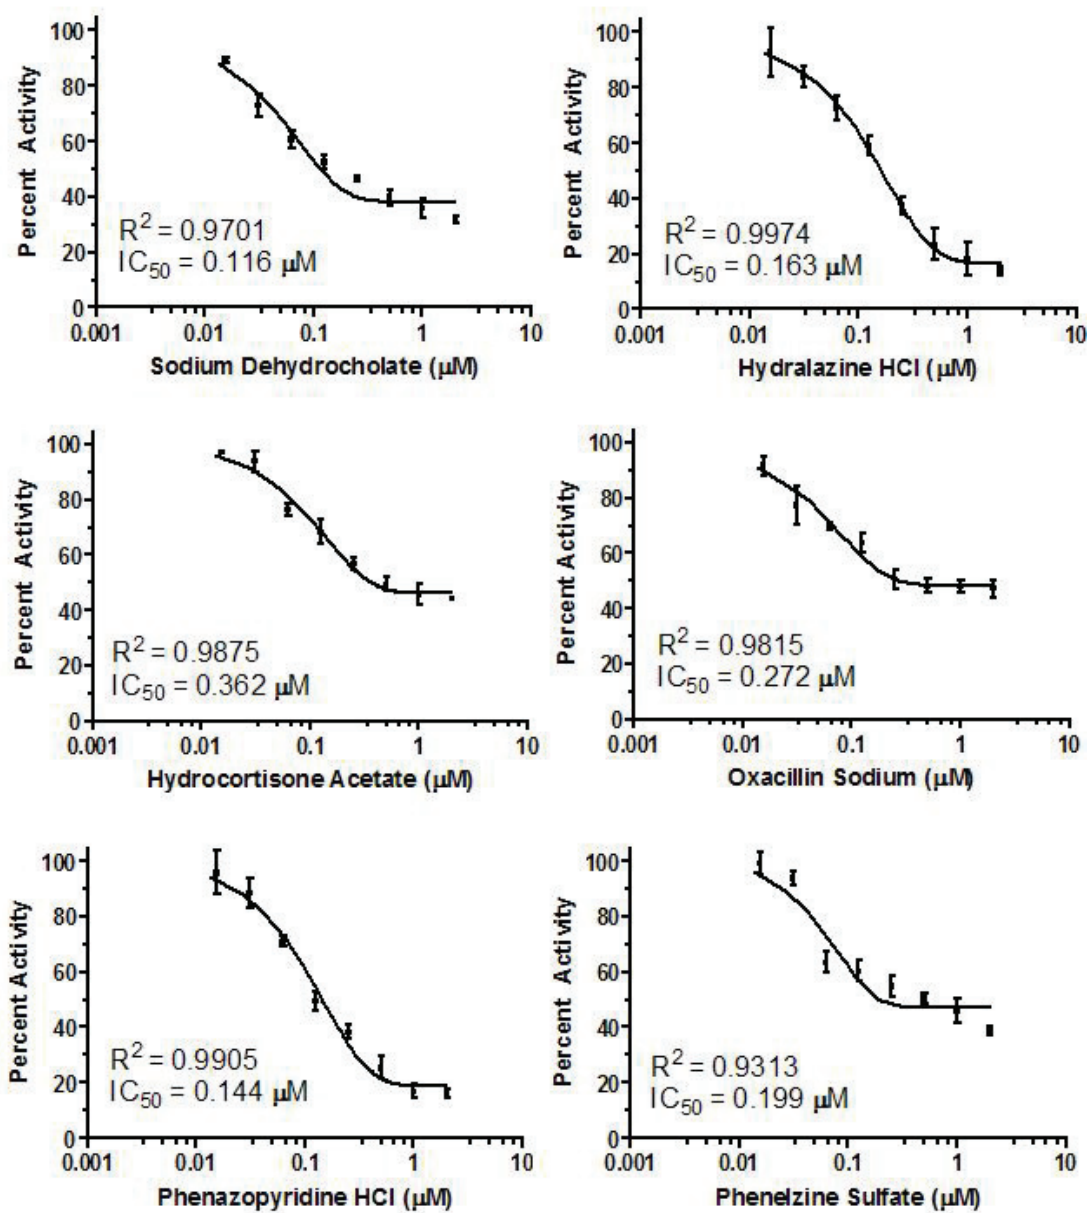 100
80
60
40
20
0
Percent Activity
R² = 0.9701
IC₅₀ = 0.116 μM
0.001 0.01 0.1 1 10
Sodium Dehydrocholate (μM)
100
80
60
40
20
0
Percent Activity
R² = 0.9974
IC₅₀ = 0.163 μM
0.001 0.01 0.1 1 10
Hydralazine HCl (μM)
100
80
60
40
20
0
Percent Activity
R² = 0.9875
IC₅₀ = 0.362 μM
0.001 0.01 0.1 1 10
Hydrocortisone Acetate (μM)
100
80
60
40
20
0
Percent Activity
R² = 0.9815
IC₅₀ = 0.272 μM
0.001 0.01 0.1 1 10
Oxacillin Sodium (μM)
100
80
60
40
20
0
Percent Activity
R² = 0.9905
IC₅₀ = 0.144 μM
0.001 0.01 0.1 1 10
Phenazopyridine HCl (μM)
100
80
60
40
20
0
Percent Activity
R² = 0.9313
IC₅₀ = 0.199 μM
0.001 0.01 0.1 1 10
Phenelzine Sulfate (μM)